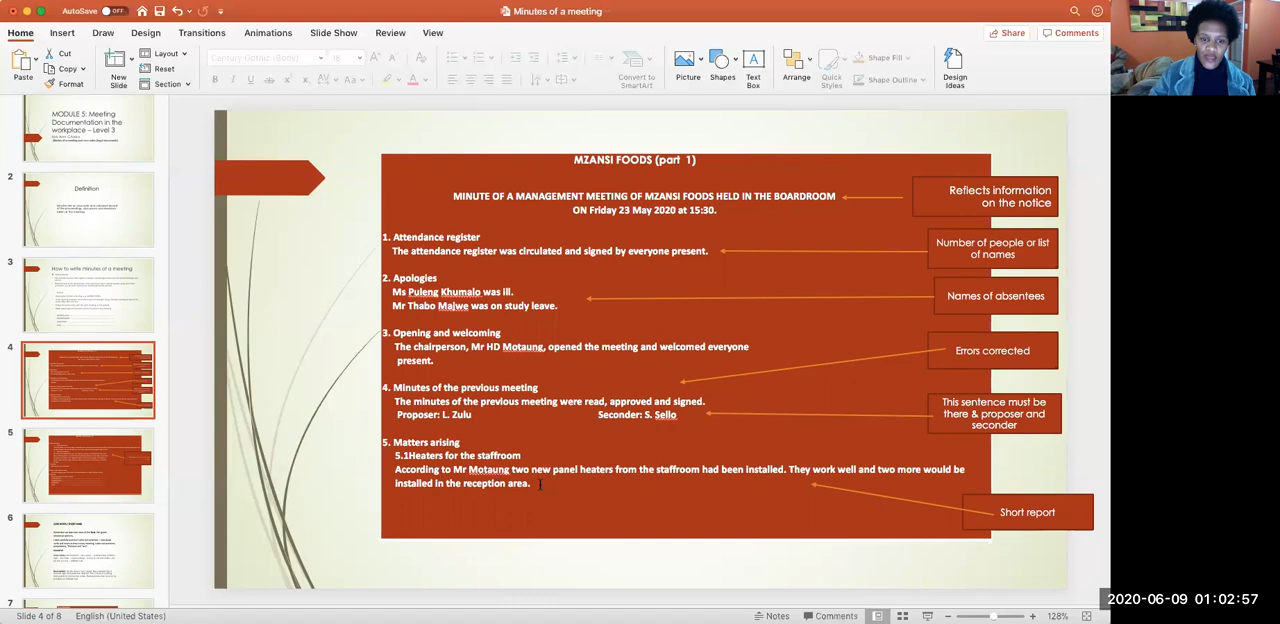 AutoSave OFF
Minutes of a meeting
Home Insert Draw Design Transitions Animations Slide Show Review View
Share Comments
Paste
Cut
Copy
Format
New
Slide
Layout
Reset
Section
Century Gothic (Body) 18
Convert to
SmartArt
Picture
Shapes
Text
Box
Arrange
Quick
Styles
Shape Fill
Shape Outline
Design
Ideas
MODULE 5: Meeting
Documentation in the
workplace – Level 3
2
Definition
3
How to write minutes of a meeting
4
5
6
7
MZANSI FOODS (part 1)
MINUTE OF A MANAGEMENT MEETING OF MZANSI FOODS HELD IN THE BOARDROOM
ON Friday 23 May 2020 at 15:30.
Reflects information
on the notice
1. Attendance register
The attendance register was circulated and signed by everyone present.
Number of people or list
of names
2. Apologies
Ms Puleng Khumalo was ill.
Mr Thabo Majwe was on study leave.
Names of absentees
3. Opening and welcoming
The chairperson, Mr HD Motaung, opened the meeting and welcomed everyone
present.
Errors corrected
4. Minutes of the previous meeting
The minutes of the previous meeting were read, approved and signed.
Proposer: L. Zulu Seconder: S. Sello
This sentence must be
there & proposer and
seconder
5. Matters arising
5.1Heaters for the staffroom
According to Mr Motaung two new panel heaters from the staffroom had been installed. They work well and two more would be
installed in the reception area.
Short report
2020-06-09 01:02:57
Slide 4 of 8 English (United States) Notes Comments 128%